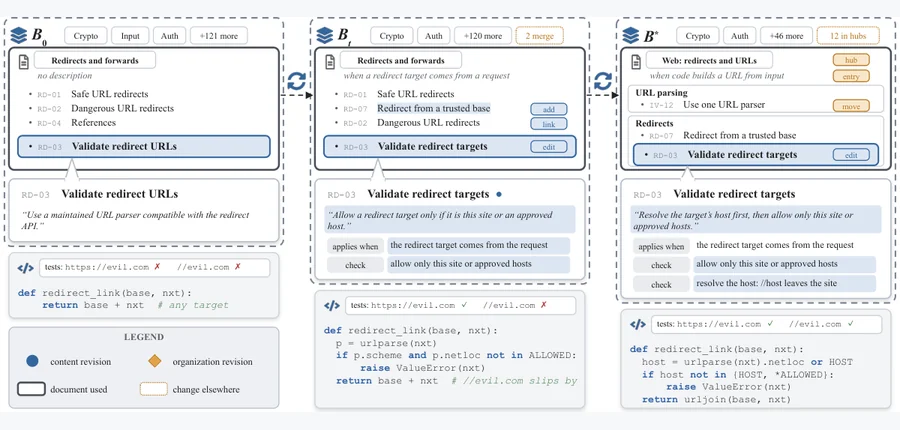 B0
Crypto
Input
Auth
+121 more
Redirects and forwards
no description
• RD-01 Safe URL redirects
• RD-02 Dangerous URL redirects
• RD-04 References
• RD-03 Validate redirect URLs
RD-03 Validate redirect URLs
“Use a maintained URL parser compatible with the redirect
API.”
tests: https://evil.com ✗ //evil.com ✗
def redirect_link(base, nxt):
return base + nxt # any target
LEGEND
content revision
organization revision
document used
change elsewhere
Bt
Crypto
Auth
+120 more
2 merge
Redirects and forwards
when a redirect target comes from a request
• RD-01 Safe URL redirects
• RD-07 Redirect from a trusted base
add
• RD-02 Dangerous URL redirects
link
• RD-03 Validate redirect targets
edit
RD-03 Validate redirect targets
“Allow a redirect target only if it is this site or an approved
host.”
applies when the redirect target comes from the request
check allow only this site or approved hosts
tests: https://evil.com ✓ //evil.com ✗
def redirect_link(base, nxt):
p = urlparse(nxt)
if p.scheme and p.netloc not in ALLOWED:
raise ValueError(nxt)
return base + nxt # //evil.com slips by
B*
Crypto
Auth
+46 more
12 in hubs
Web: redirects and URLs
hub
when code builds a URL from input
entry
URL parsing
• IV-12 Use one URL parser
move
Redirects
• RD-07 Redirect from a trusted base
• RD-03 Validate redirect targets
edit
RD-03 Validate redirect targets
“Resolve the target’s host first, then allow only this site or
approved hosts.”
applies when the redirect target comes from the request
check allow only this site or approved hosts
check resolve the host: //host leaves the site
tests: https://evil.com ✓ //evil.com ✓
def redirect_link(base, nxt):
host = urlparse(nxt).netloc or HOST
if host not in {HOST, *ALLOWED}:
raise ValueError(nxt)
return urljoin(base, nxt)